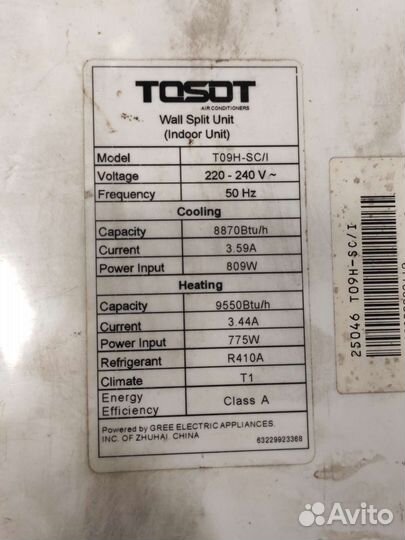 TOSOT
AIR CONDITIONERS
Wall Split Unit
(Indoor Unit)
Model T09H-SC/I
Voltage 220 - 240 V ~
Frequency 50 Hz
Cooling
Capacity 8870Btu/h
Current 3.59A
Power Input 809W
Heating
Capacity 9550Btu/h
Current 3.44A
Power Input 775W
Refrigerant R410A
Climate T1
Energy Efficiency Class A
Powered by GREE ELECTRIC APPLIANCES.
INC. OF ZHUHAI, CHINA 63229923368
25046 T09H-SC/I
Avito